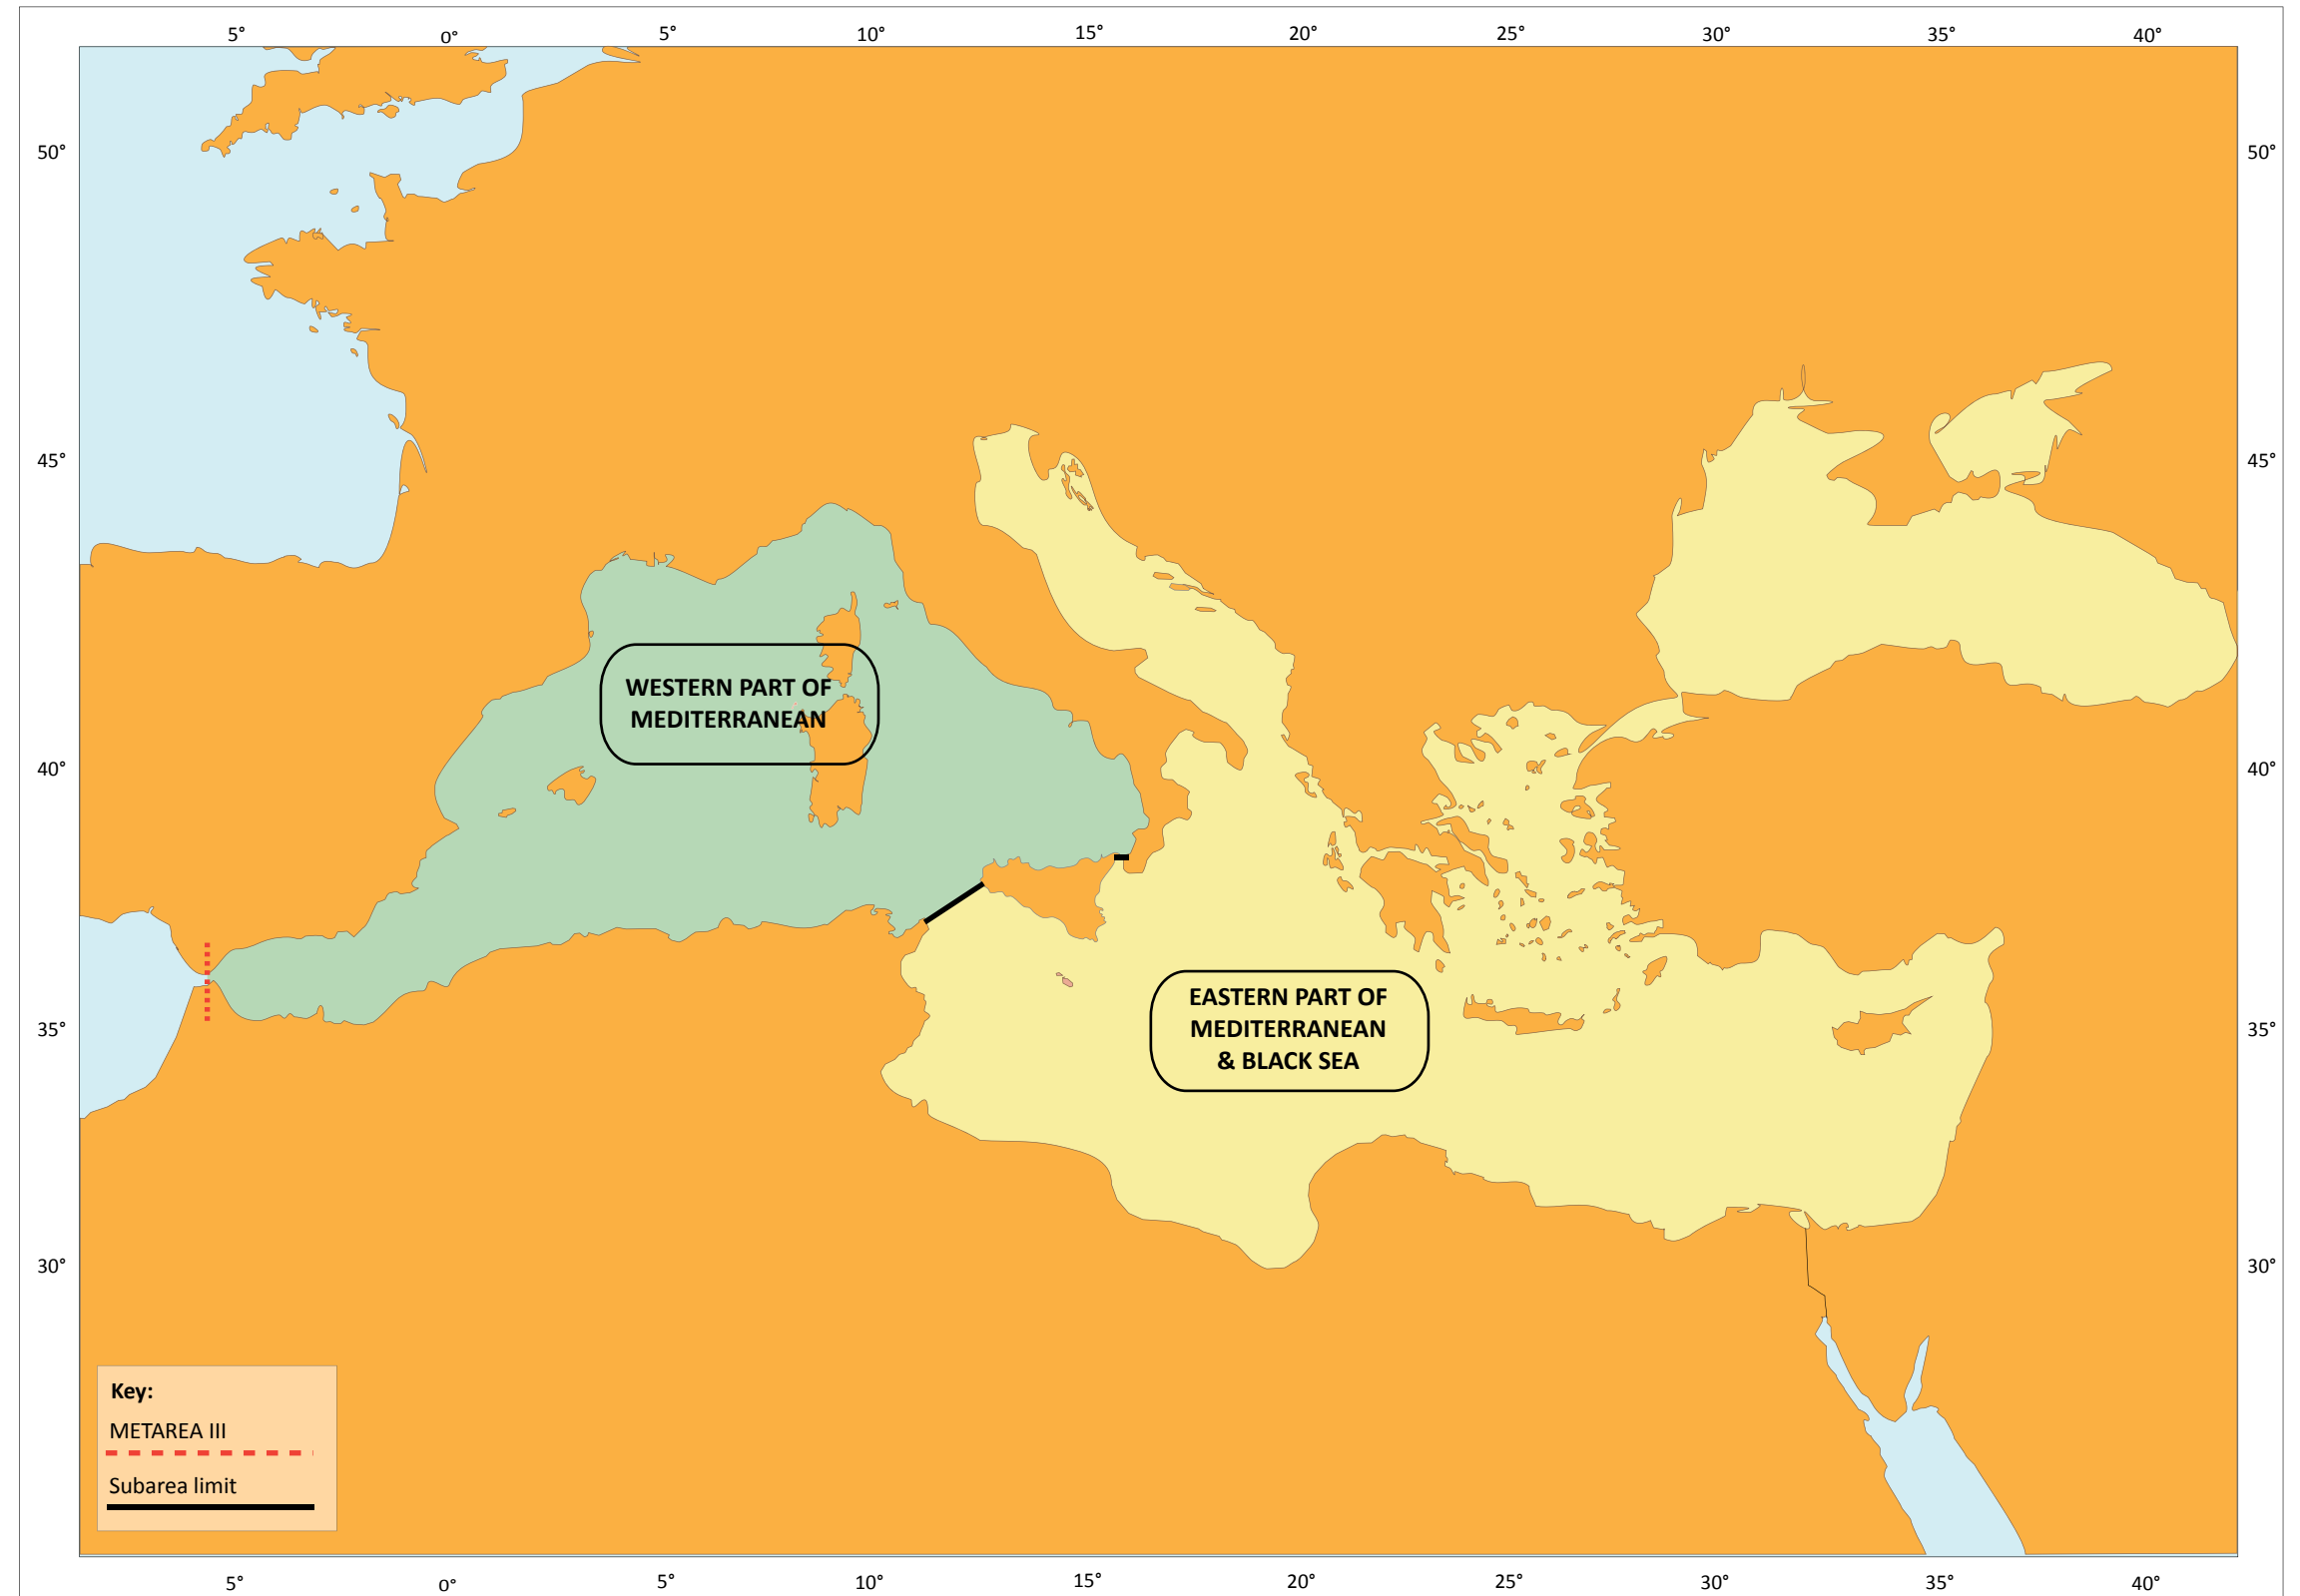 5° 0° 5° 10° 15° 20° 25° 30° 35° 40°
50° 50°
45° 45°
WESTERN PART OF
MEDITERRANEAN
40° 40°
EASTERN PART OF
MEDITERRANEAN
& BLACK SEA
35° 35°
30° 30°
Key:
METAREA III
Subarea limit
5° 0° 5° 10° 15° 20° 25° 30° 35° 40°